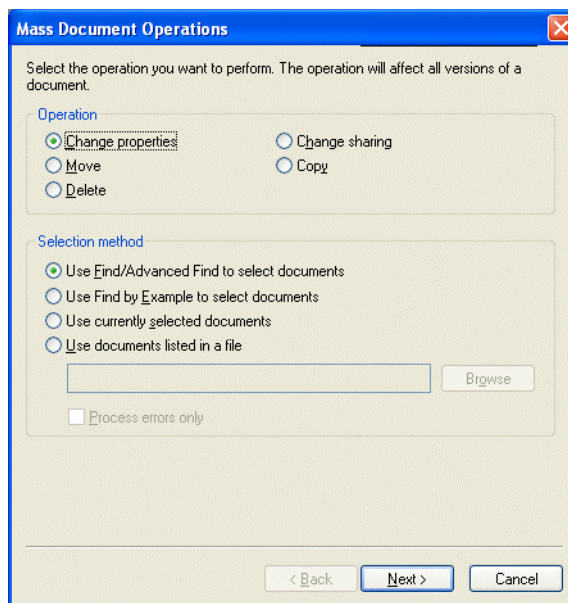 Mass Document Operations
Select the operation you want to perform. The operation will affect all versions of a
document.
Operation
Change properties
Change sharing
Move
Copy
Delete
Selection method
Use Find/Advanced Find to select documents
Use Find by Example to select documents
Use currently selected documents
Use documents listed in a file
Browse
Process errors only
< Back
Next >
Cancel